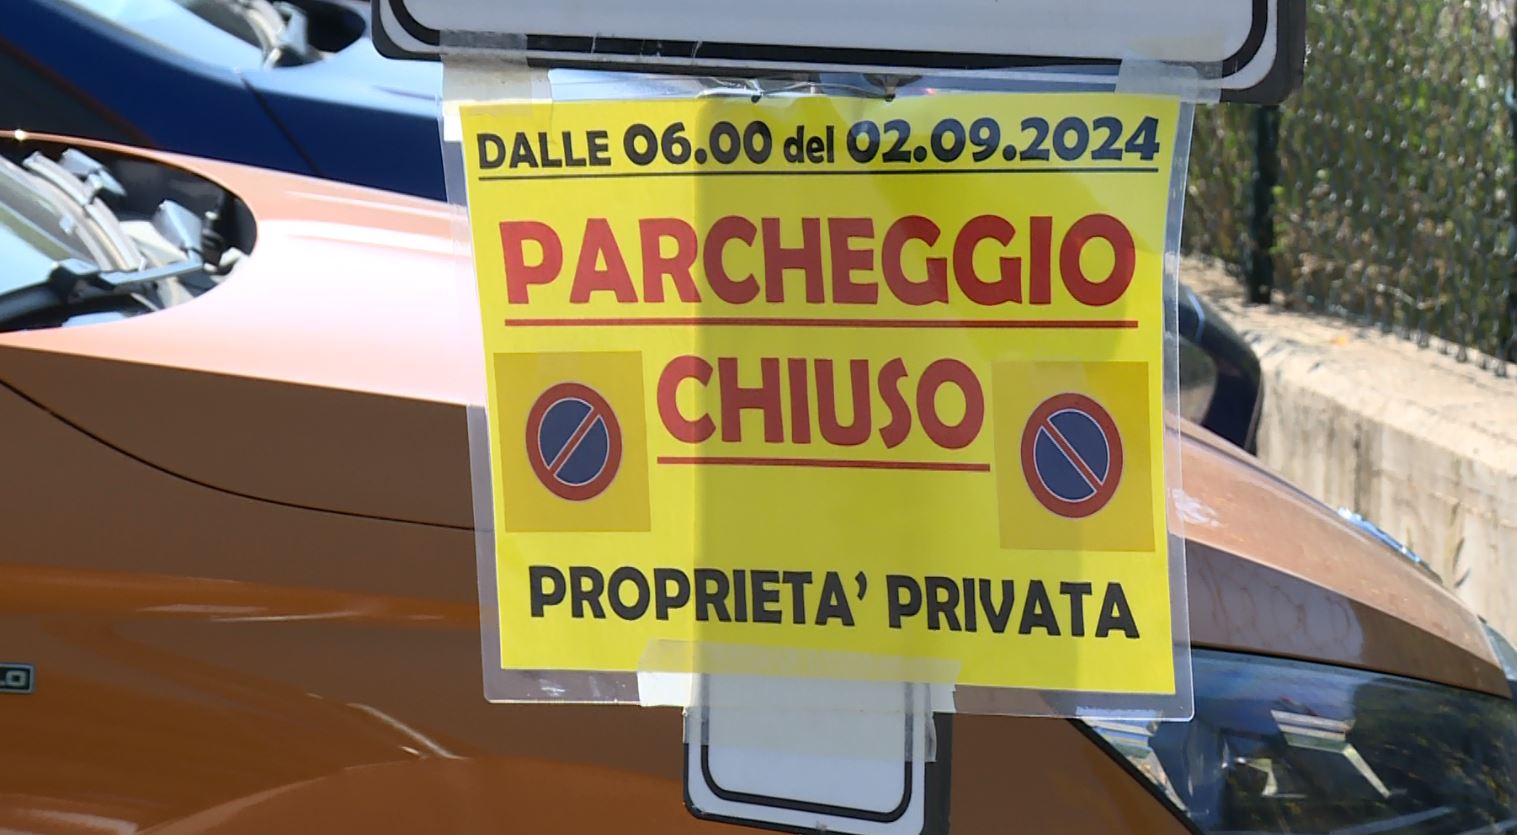 DALLE 06.00 del 02.09.2024
PARCHEGGIO
CHIUSO
PROPRIETA’ PRIVATA